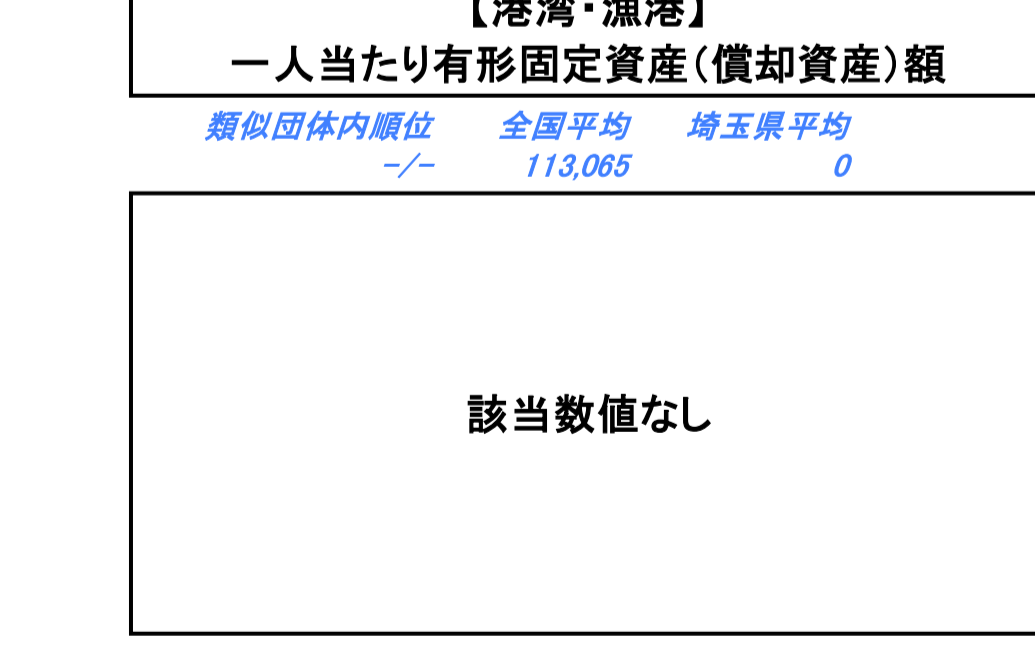 【港湾・漁港】
一人当たり有形固定資産(償却資産)額
類似団体内順位 全国平均 埼玉県平均
-/- 113,065 0
該当数値なし